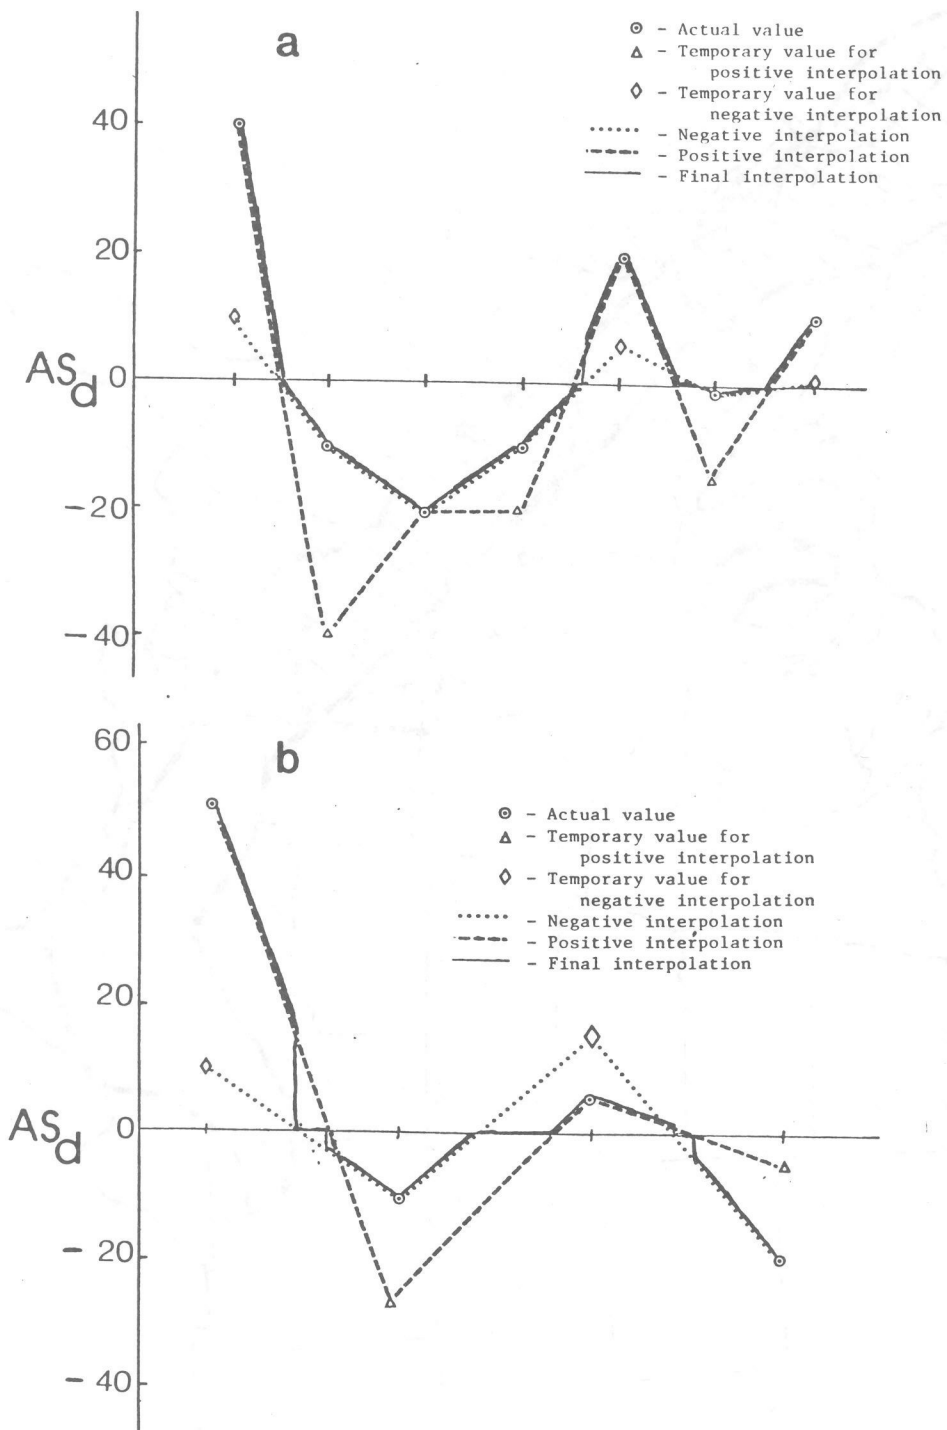 a
⊙ - Actual value
△ - Temporary value for
positive interpolation
◇ - Temporary value for
negative interpolation
- Negative interpolation
- Positive interpolation
- Final interpolation
40
20
ASd 0
-20
-40
b
60
⊙ - Actual value
△ - Temporary value for
positive interpolation
◇ - Temporary value for
negative interpolation
- Negative interpolation
- Positive interpolation
- Final interpolation
40
20
ASd 0
- 20
- 40